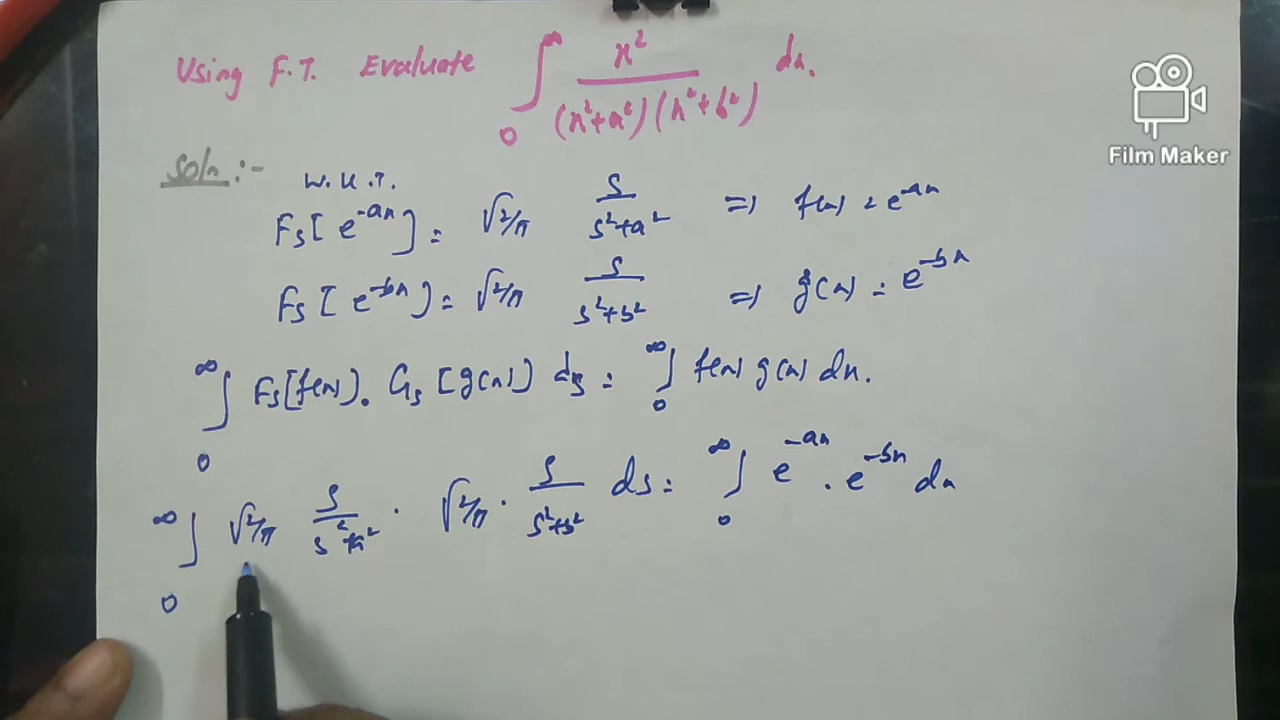 Using F.T. Evaluate ∫₀^∞ x² / (x²+a²)(x²+b²) dx.
Film Maker
Soln :-
W.K.T.
Fs[e^-ax] = √2/π s/s²+a² => f(x) = e^-ax
Fs[e^-bx] = √2/π s/s²+b² => g(x) = e^-bx
∫₀^∞ Fs[f(x)]. Gs[g(x)] ds = ∫₀^∞ f(x) g(x) dx.
∫₀^∞ √2/π s/s²+a² . √2/π . s/s²+b² ds = ∫₀^∞ e^-ax . e^-bx dx